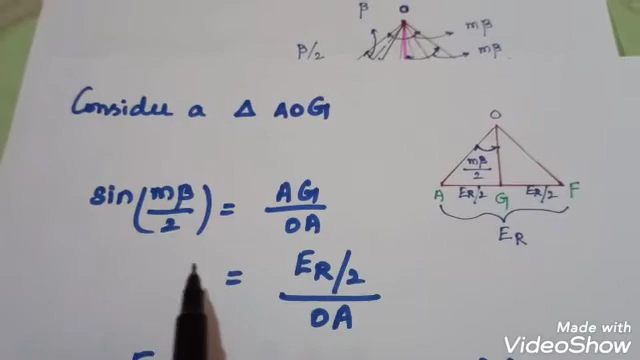 β O mβ
β/2 mβ
Consider a Δ AOG
O
mβ/2
A ER/2 G ER/2 F
ER
sin(mβ/2) = AG/OA
= ER/2 / OA
Made with
VideoShow